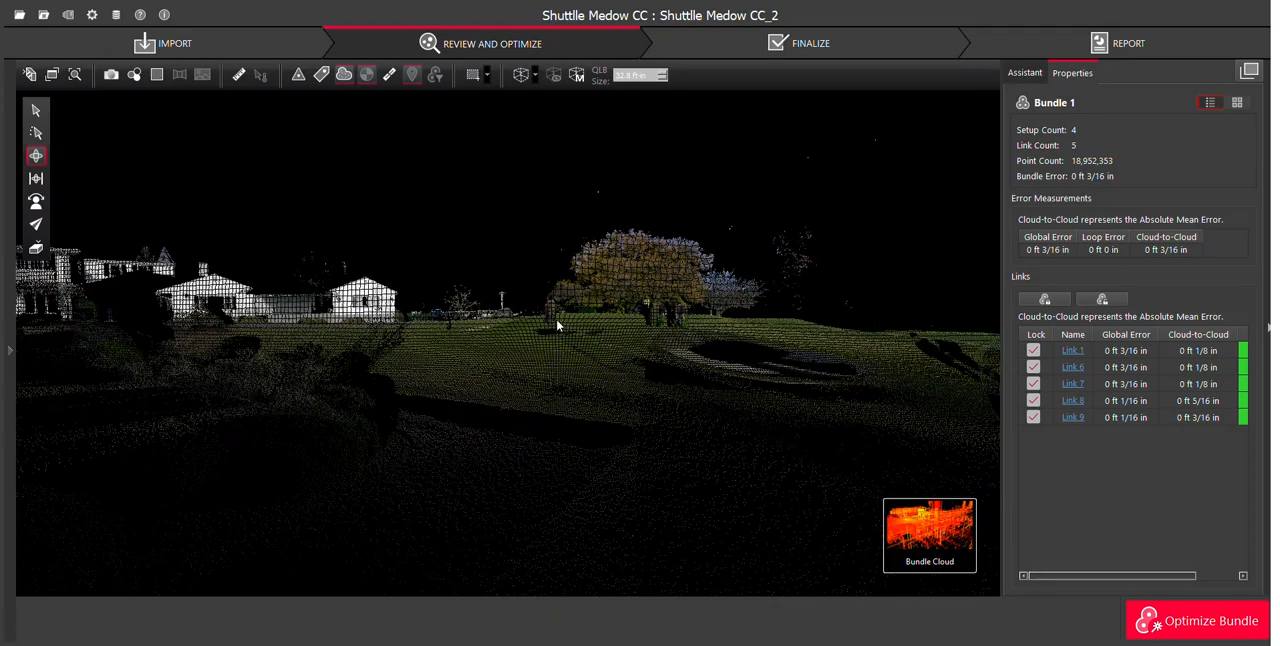 Shuttlle Medow CC : Shuttlle Medow CC_2
IMPORT
REVIEW AND OPTIMIZE
FINALIZE
REPORT
QLB
Size:
32.8 ft-in
M
Assistant
Properties
Bundle 1
Setup Count: 4
Link Count: 5
Point Count: 18,952,353
Bundle Error: 0 ft 3/16 in
Error Measurements
Cloud-to-Cloud represents the Absolute Mean Error.
Global Error Loop Error Cloud-to-Cloud
0 ft 3/16 in 0 ft 0 in 0 ft 3/16 in
Links
Cloud-to-Cloud represents the Absolute Mean Error.
Lock Name Global Error Cloud-to-Cloud
Link 1 0 ft 3/16 in 0 ft 1/8 in
Link 6 0 ft 3/16 in 0 ft 1/8 in
Link 7 0 ft 3/16 in 0 ft 1/8 in
Link 8 0 ft 1/16 in 0 ft 5/16 in
Link 9 0 ft 1/16 in 0 ft 3/16 in
Bundle Cloud
Optimize Bundle